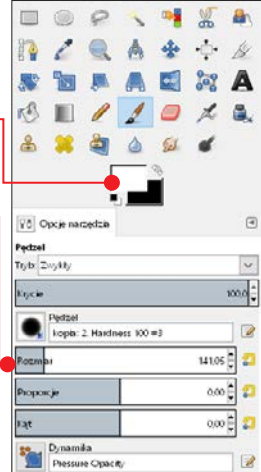 Opcje narzędzia
Pędzel
Tryb: Zwykły
Krycie 100,0
Pędzel
kopia: 2. Hardness 100 #3
Rozmiar 141,05
Proporcje 0,00
Kąt 0,00
Dynamika
Pressure Opacity